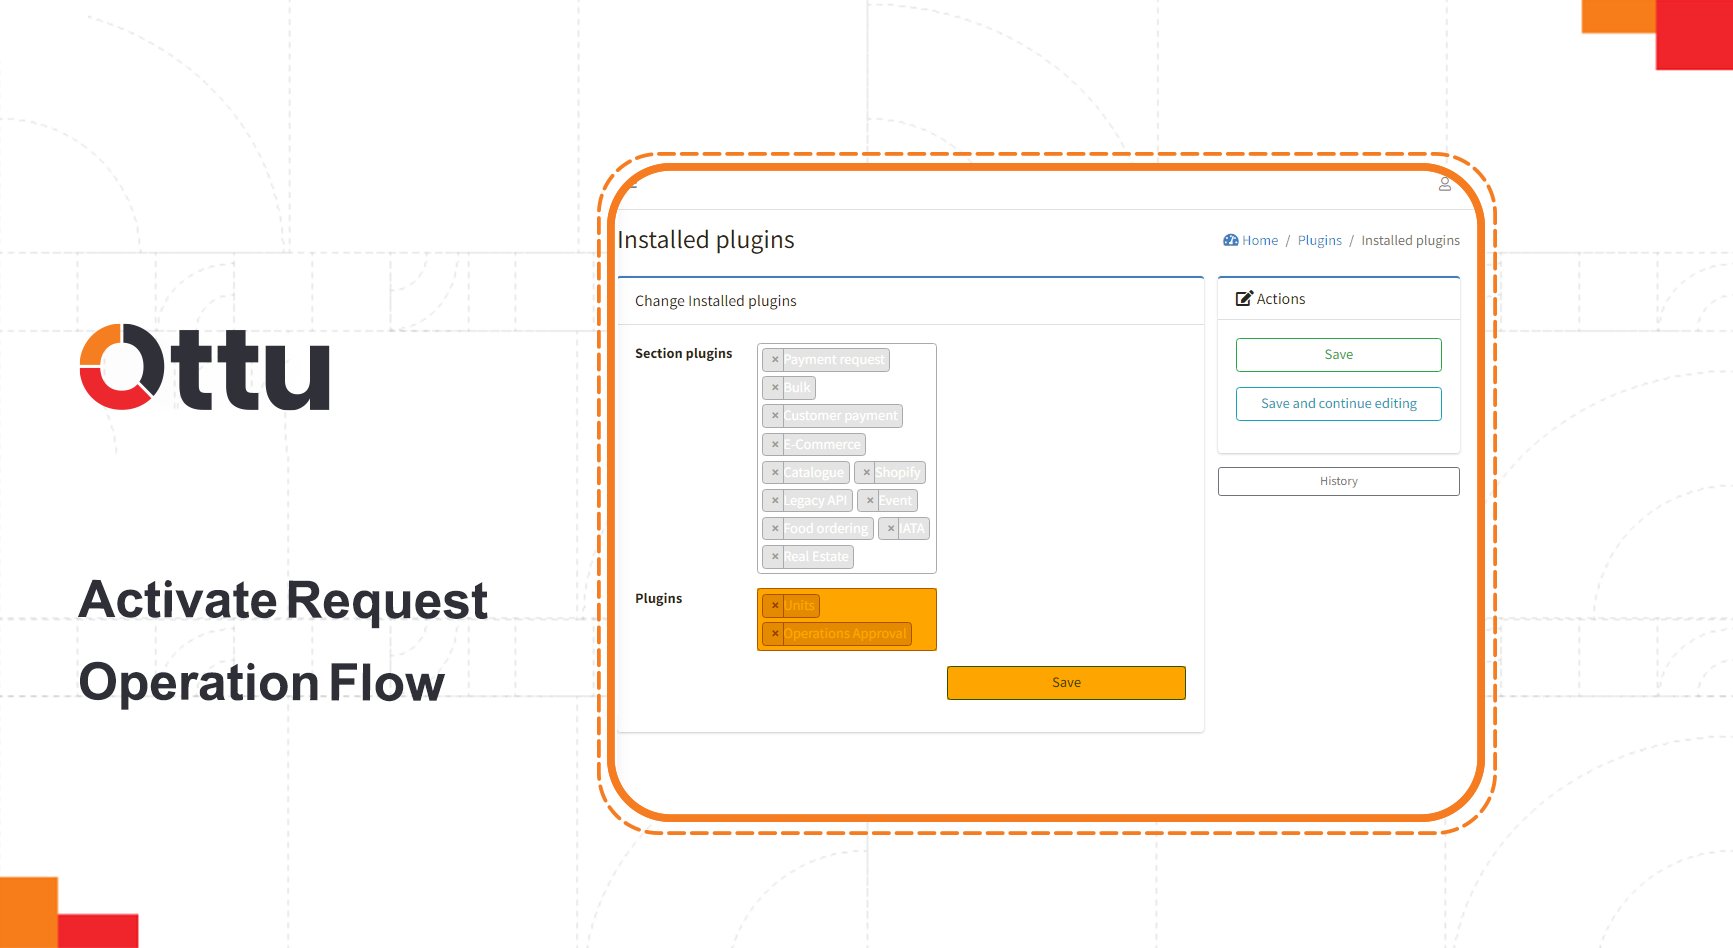 Ottu
Activate Request
Operation Flow
Installed plugins
Home / Plugins / Installed plugins
Change Installed plugins
Section plugins
× Payment request
× Bulk
× Customer payment
× E-Commerce
× Catalogue × Shopify
× Legacy API × Event
× Food ordering × IATA
× Real Estate
Plugins
× Units
× Operations Approval
Save
Actions
Save
Save and continue editing
History